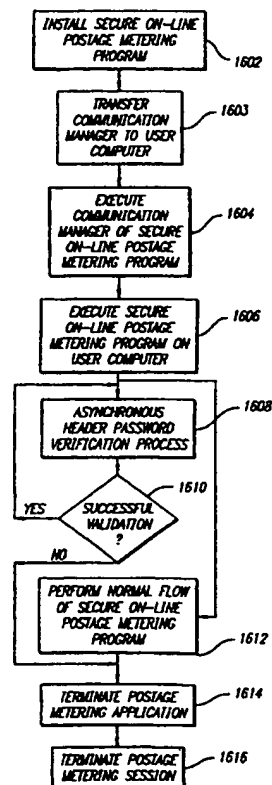 INSTALL SECURE ON-LINE
POSTAGE METERING
PROGRAM
1602
TRANSFER
COMMUNICATION
MANAGER TO USER
COMPUTER
1603
EXECUTE
COMMUNICATION
MANAGER OF SECURE
ON-LINE POSTAGE
METERING PROGRAM
1604
EXECUTE SECURE
ON-LINE POSTAGE
METERING PROGRAM ON
USER COMPUTER
1606
ASYNCHRONOUS
HEADER PASSWORD
VERIFICATION PROCESS
1608
SUCCESSFUL
VALIDATION
?
1610
YES
NO
PERFORM NORMAL FLOW
OF SECURE ON-LINE
POSTAGE METERING
PROGRAM
1612
TERMINATE POSTAGE
METERING APPLICATION
1614
TERMINATE POSTAGE
METERING SESSION
1616